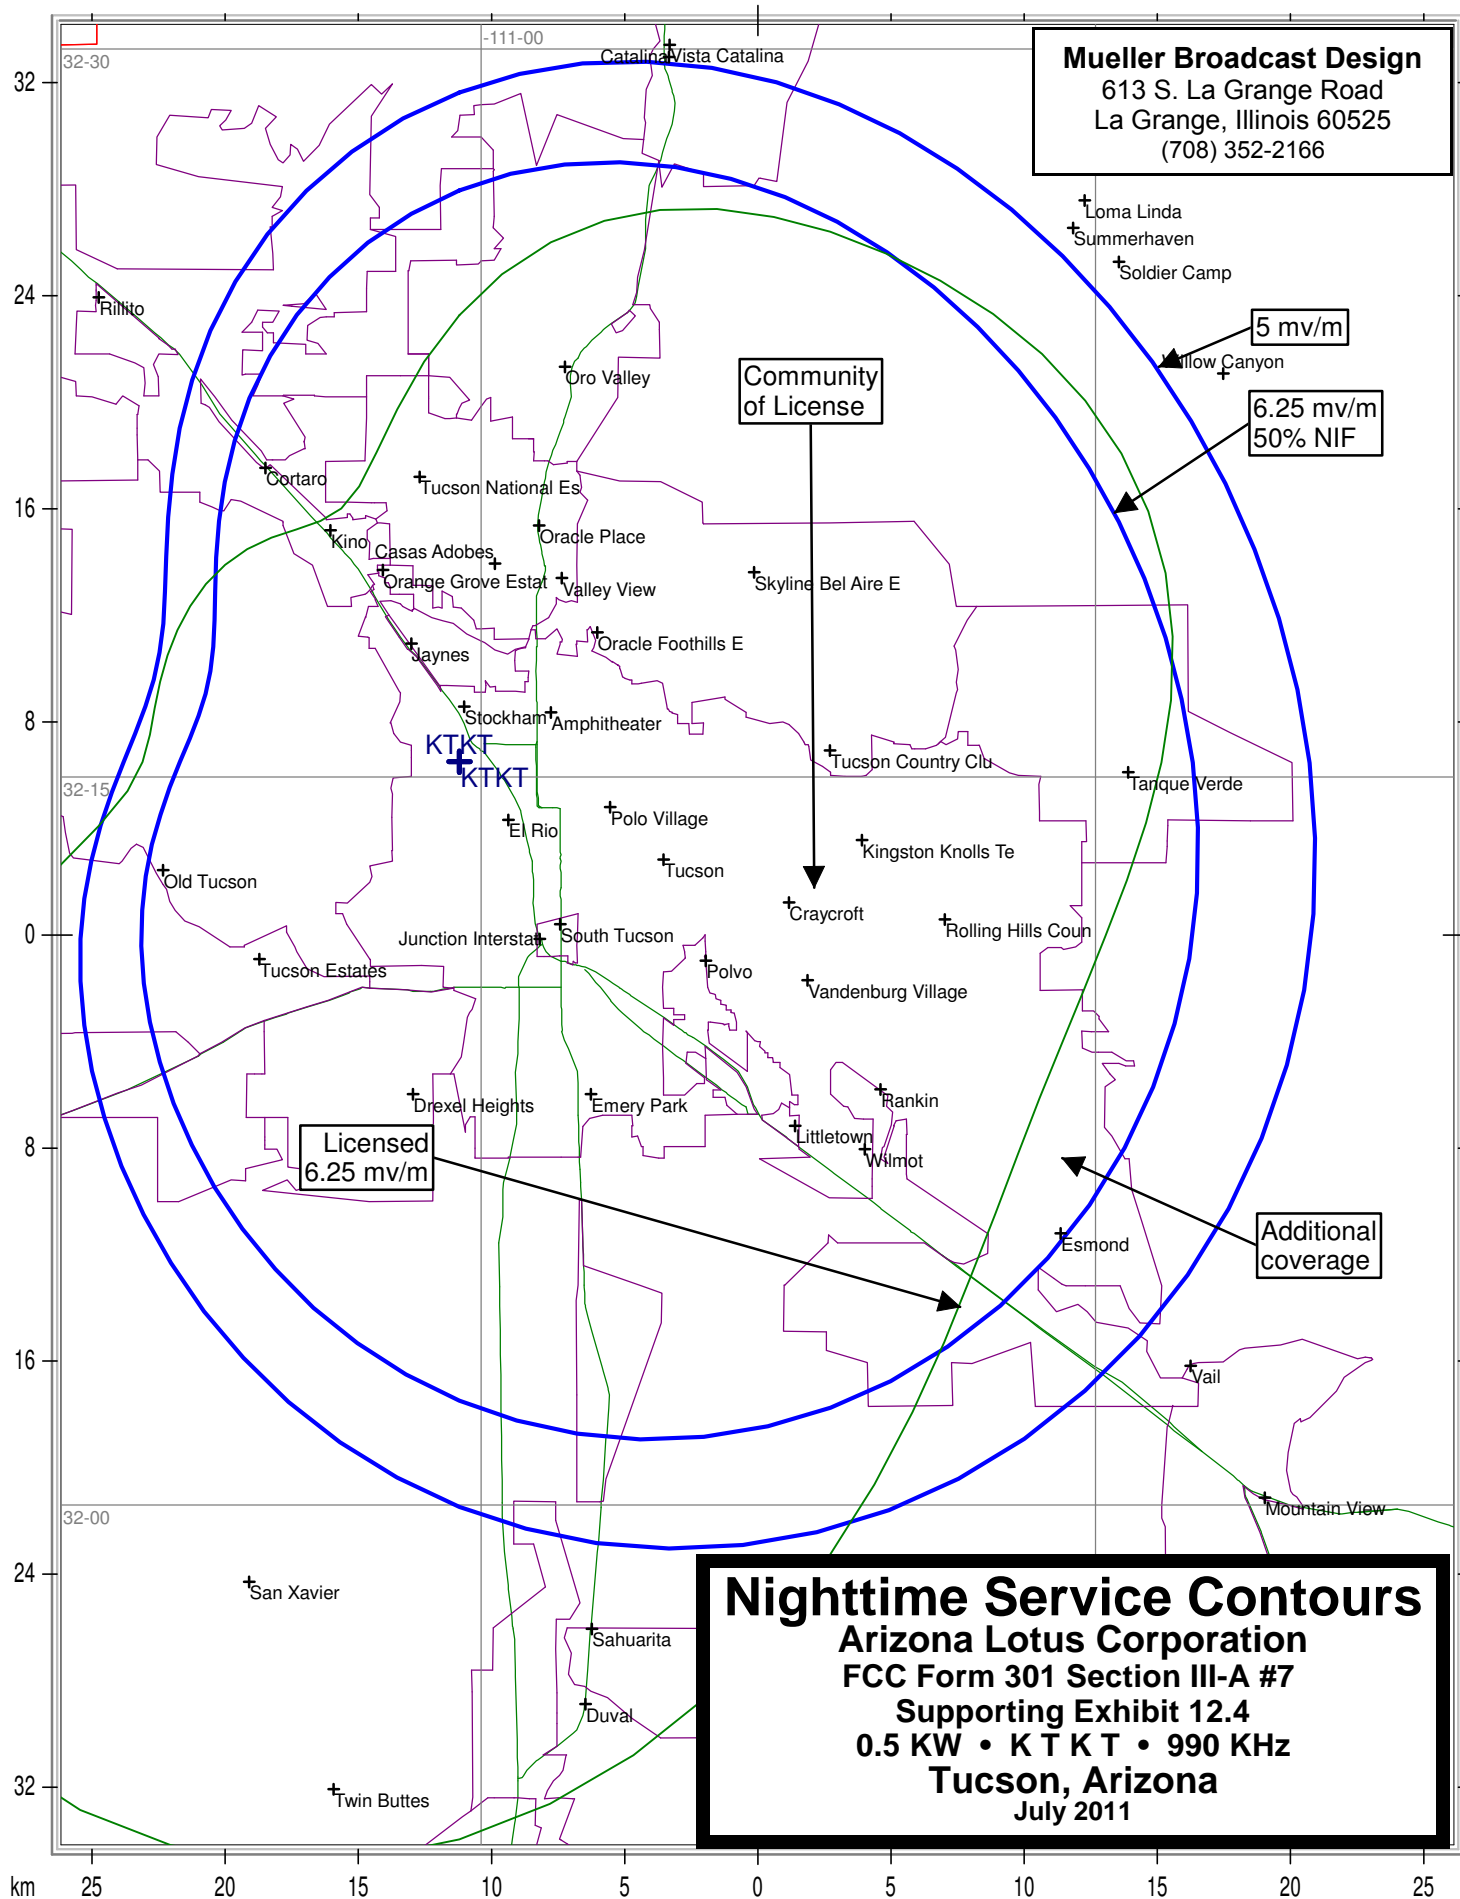 -111-00
32-30
Catalina
Vista Catalina
Mueller Broadcast Design
613 S. La Grange Road
La Grange, Illinois 60525
(708) 352-2166
32
Loma Linda
Summerhaven
Soldier Camp
24
Rillito
5 mv/m
Canyon
Oro Valley
Community
of License
6.25 mv/m
50% NIF
Cortaro
Tucson National Es
16
Oracle Place
Kino
Casas Adobes
Orange Grove Estat
Valley View
Skyline Bel Aire E
Oracle Foothills E
Jaynes
8
Stockham
Amphitheater
KTKT
KTKT
Tucson Country Clu
Tanque Verde
32-15
El Rio
Polo Village
Kingston Knolls Te
Tucson
Old Tucson
Craycroft
0
Junction Interstat
South Tucson
Rolling Hills Coun
Tucson Estates
Polvo
Vandenburg Village
Drexel Heights
Emery Park
Rankin
Littletown
8
Licensed
6.25 mv/m
Wilmot
Esmond
Additional
coverage
16
Vail
32-00
Mountain View
24
San Xavier
Sahuarita
Duval
32
Twin Buttes
Nighttime Service Contours
Arizona Lotus Corporation
FCC Form 301 Section III-A #7
Supporting Exhibit 12.4
0.5 KW • K T K T • 990 KHz
Tucson, Arizona
July 2011
km 25 20 15 10 5 0 5 10 15 20 25